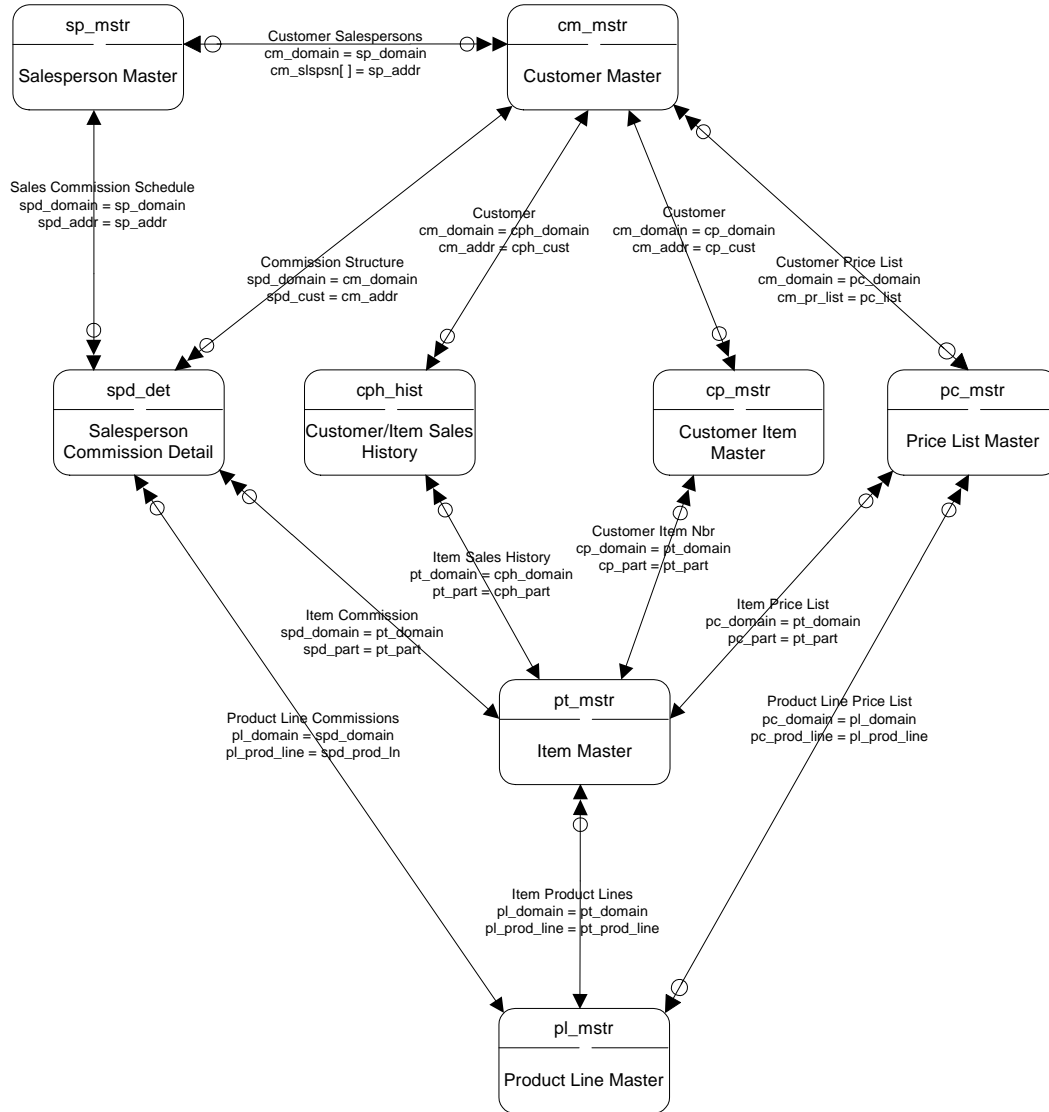 sp_mstr
Salesperson Master
Customer Salespersons
cm_domain = sp_domain
cm_slspsn[ ] = sp_addr
cm_mstr
Customer Master
Sales Commission Schedule
spd_domain = sp_domain
spd_addr = sp_addr
Commission Structure
spd_domain = cm_domain
spd_cust = cm_addr
Customer
cm_domain = cph_domain
cm_addr = cph_cust
Customer
cm_domain = cp_domain
cm_addr = cp_cust
Customer Price List
cm_domain = pc_domain
cm_pr_list = pc_list
spd_det
Salesperson
Commission Detail
cph_hist
Customer/Item Sales
History
cp_mstr
Customer Item
Master
pc_mstr
Price List Master
Item Sales History
pt_domain = cph_domain
pt_part = cph_part
Customer Item Nbr
cp_domain = pt_domain
cp_part = pt_part
Item Commission
spd_domain = pt_domain
spd_part = pt_part
Item Price List
pc_domain = pt_domain
pc_part = pt_part
Product Line Commissions
pl_domain = spd_domain
pl_prod_line = spd_prod_ln
pt_mstr
Item Master
Product Line Price List
pc_domain = pl_domain
pc_prod_line = pl_prod_line
Item Product Lines
pl_domain = pt_domain
pl_prod_line = pt_prod_line
pl_mstr
Product Line Master